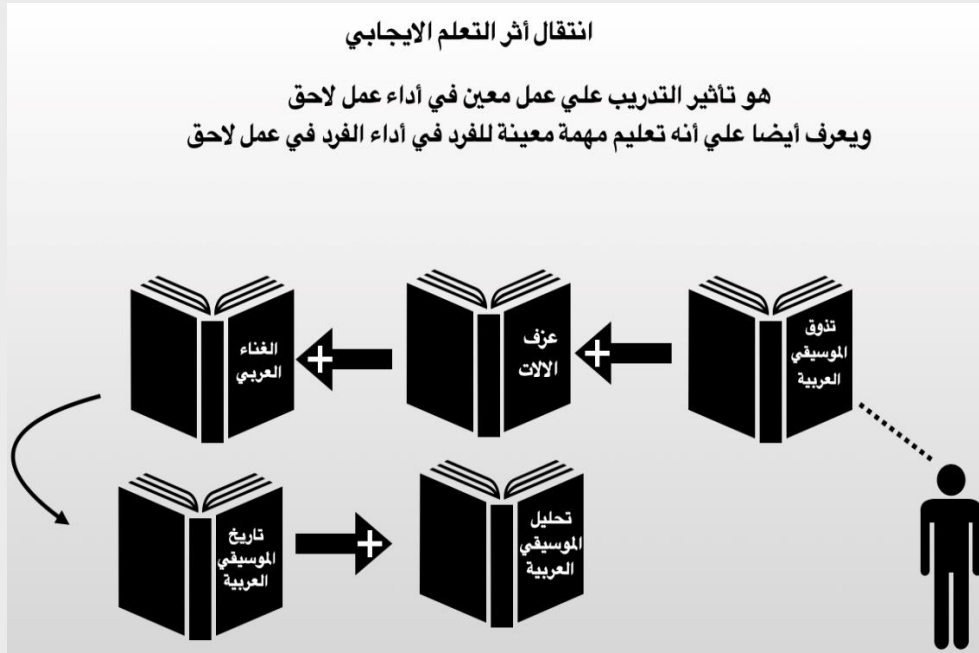 انتقال أثر التعلم الايجابي
هو تأثير التدريب علي عمل معين في أداء عمل لاحق
ويعرف أيضا علي أنه تعليم مهمة معينة للفرد في أداء الفرد في عمل لاحق
تذوق
الموسيقي
العربية
+
عزف
الالات
+
الغناء
العربي
تاريخ
الموسيقي
العربية
+
تحليل
الموسيقي
العربية